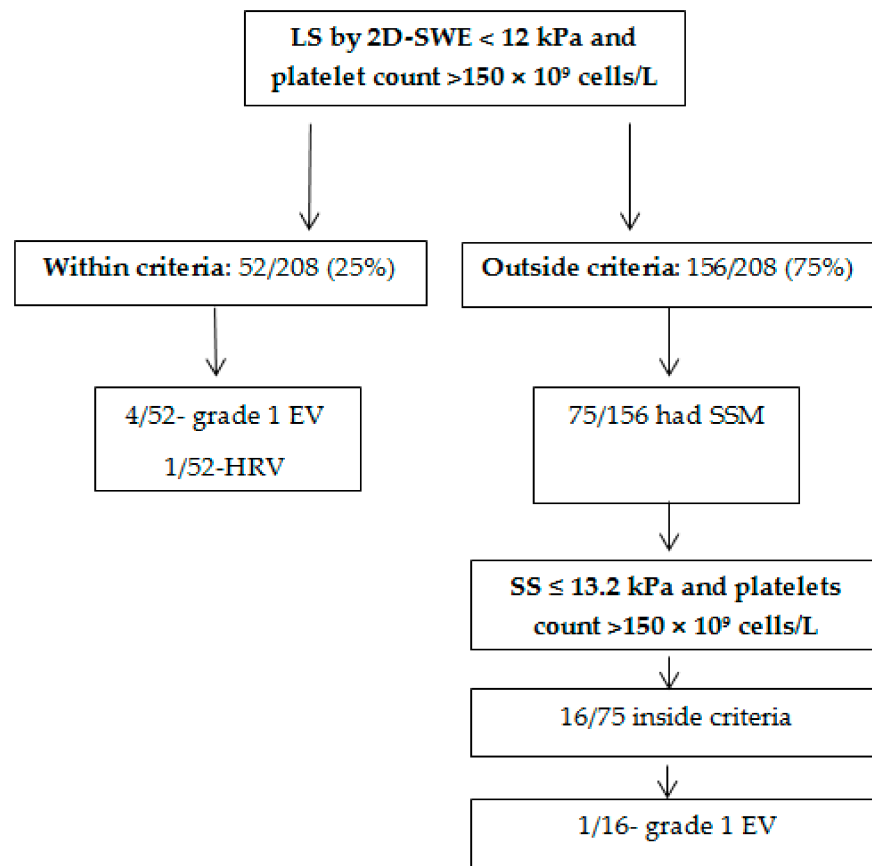 LS by 2D-SWE < 12 kPa and
platelet count >150 × 10⁹ cells/L
Within criteria: 52/208 (25%)
Outside criteria: 156/208 (75%)
4/52- grade 1 EV
1/52-HRV
75/156 had SSM
SS ≤ 13.2 kPa and platelets
count >150 × 10⁹ cells/L
16/75 inside criteria
1/16- grade 1 EV